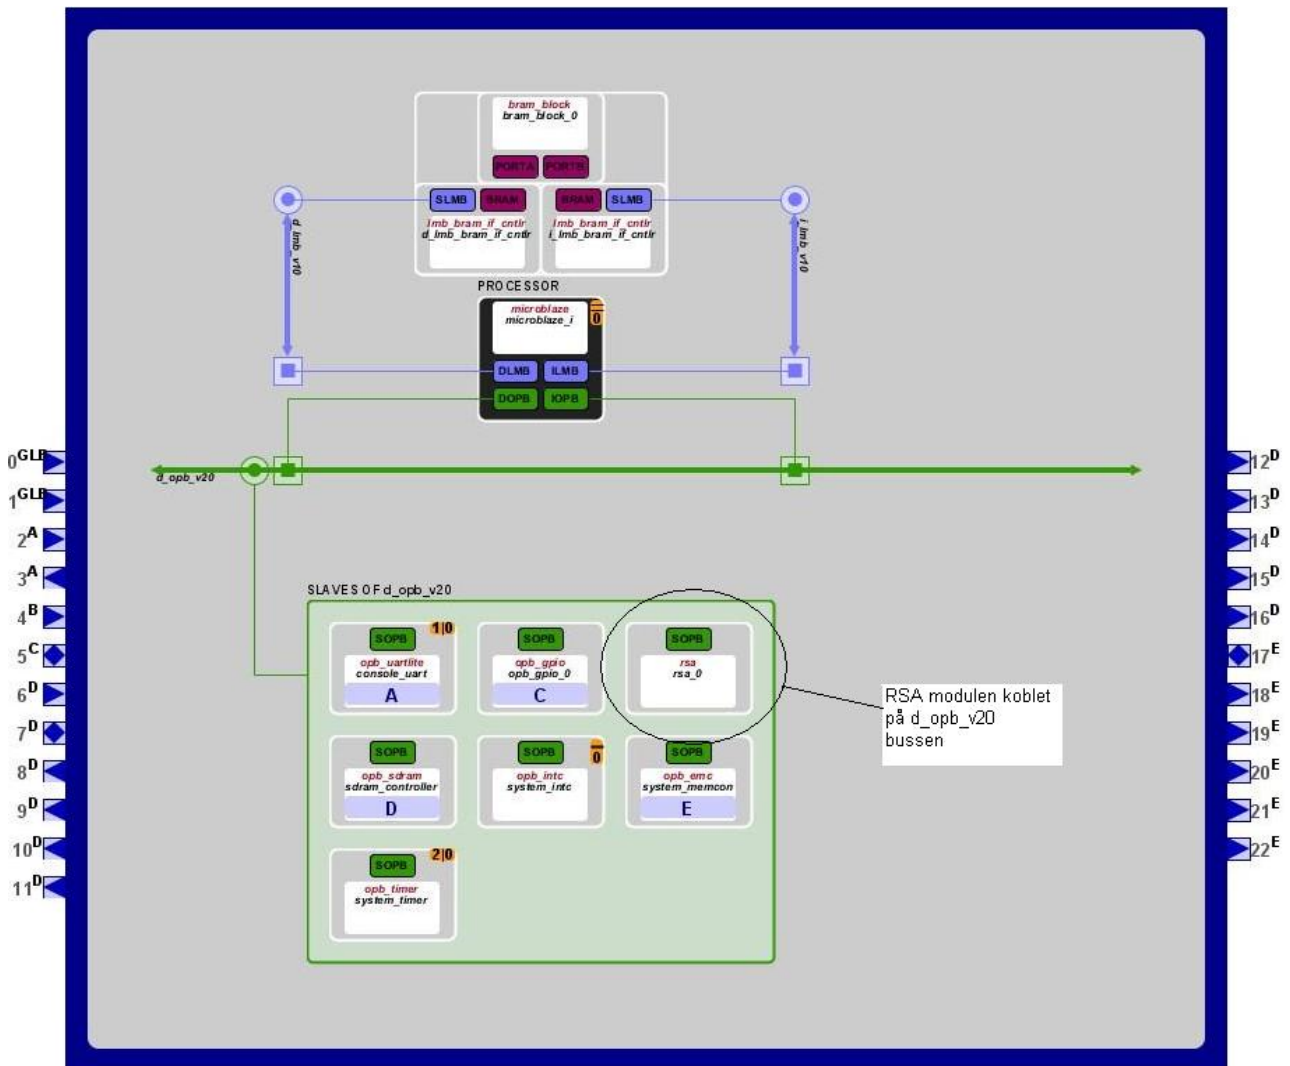 bram_block
bram_block_0
PORTA PORTB
SLMB BRAM BRAM SLMB
lmb_bram_if_cntlr lmb_bram_if_cntlr
d_lmb_bram_if_cntlr i_lmb_bram_if_cntlr
d_lmb_v10
i_lmb_v10
PROCESSOR
microblaze
microblaze_i
0
DLMB ILMB
DOPB IOPB
d_opb_v20
0GLB
1GLB
2A
3A
4B
5C
6D
7D
8D
9D
10D
11D
12D
13D
14D
15D
16D
17E
18E
19E
20E
21E
22E
SLAVES OF d_opb_v20
SOPB 1|0 SOPB SOPB
opb_uartlite opb_gpio rsa
console_uart opb_gpio_0 rsa_0
A C
RSA modulen koblet
på d_opb_v20
bussen
SOPB SOPB 0 SOPB
opb_sdram opb_intc opb_emc
sdram_controller system_intc system_memcon
D E
SOPB 2|0
opb_timer
system_timer